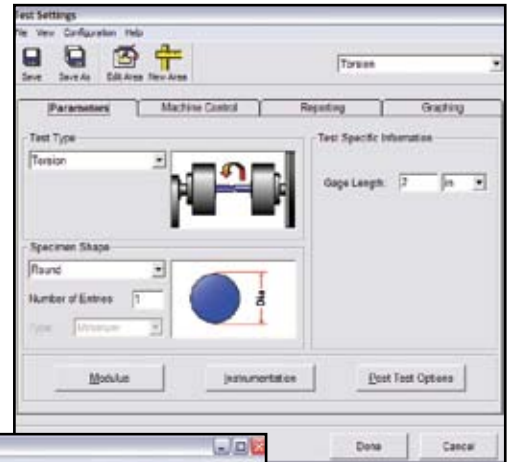 Test Settings
File View Configuration Help
Save Save As Edit Area New Area
Torsion
Parameters Machine Control Reporting Graphing
Test Type
Torsion
Test Specific Information
Gage Length: 2 in
Specimen Shape
Round
Number of Entries 1
Type: Minimum
Dia
Modulus Instrumentation Post Test Options
Done Cancel